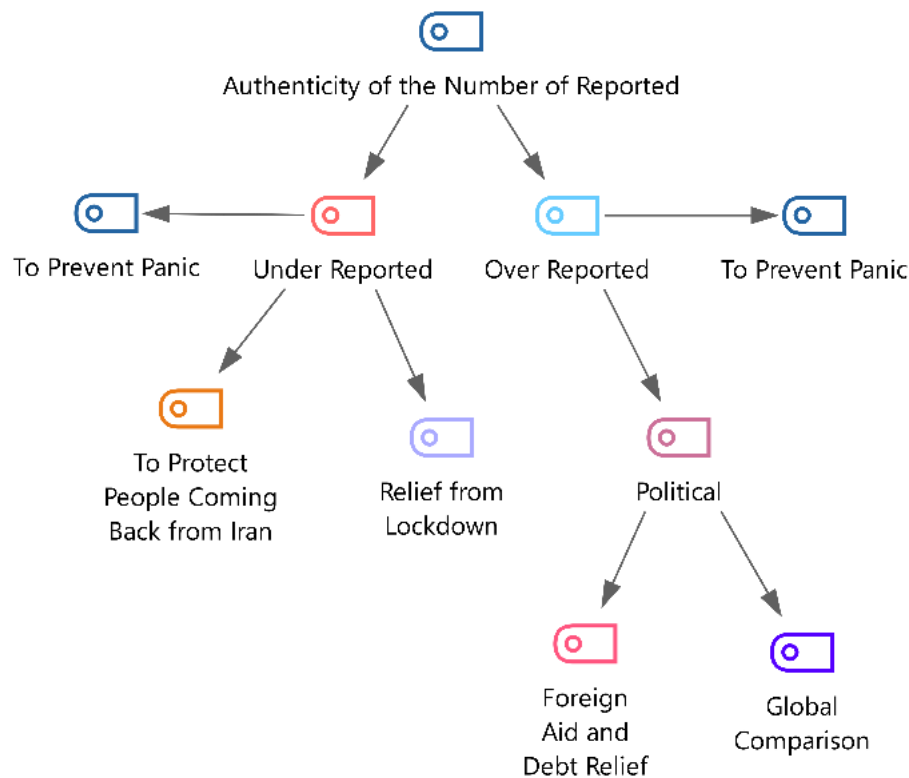 Authenticity of the Number of Reported
To Prevent Panic
Under Reported
Over Reported
To Prevent Panic
To Protect
People Coming
Back from Iran
Relief from
Lockdown
Political
Foreign
Aid and
Debt Relief
Global
Comparison